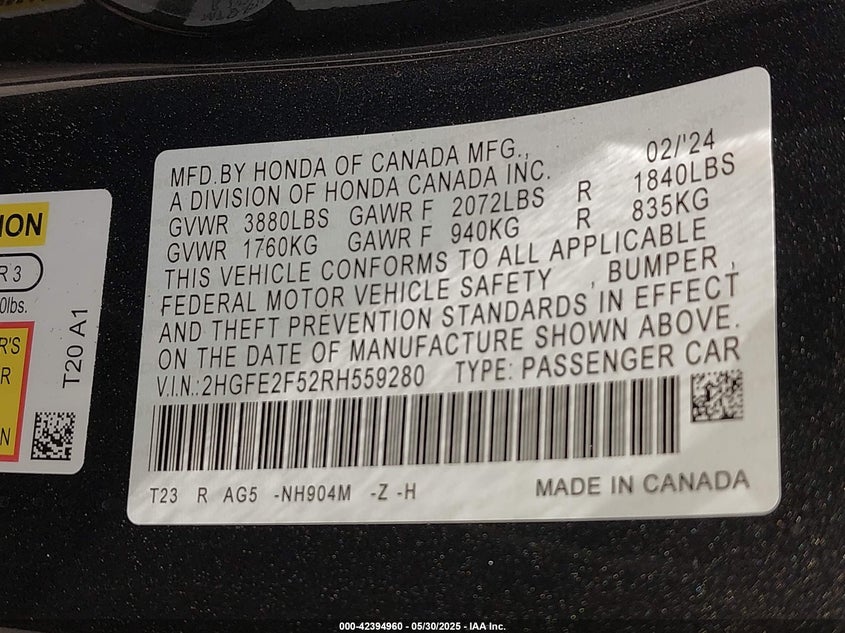 MFD.BY HONDA OF CANADA MFG., 02/'24
A DIVISION OF HONDA CANADA INC.
GVWR 3880LBS GAWR F 2072LBS R 1840LBS
GVWR 1760KG GAWR F 940KG R 835KG
THIS VEHICLE CONFORMS TO ALL APPLICABLE
FEDERAL MOTOR VEHICLE SAFETY , BUMPER ,
AND THEFT PREVENTION STANDARDS IN EFFECT
ON THE DATE OF MANUFACTURE SHOWN ABOVE.
V.I.N.:2HGFE2F52RH559280 TYPE: PASSENGER CAR
T23 R AG5 -NH904M -Z -H MADE IN CANADA
ION
R 3
0lbs.
R'S
R
N
T20 A1
000-42394960 - 05/30/2025 - IAA Inc.